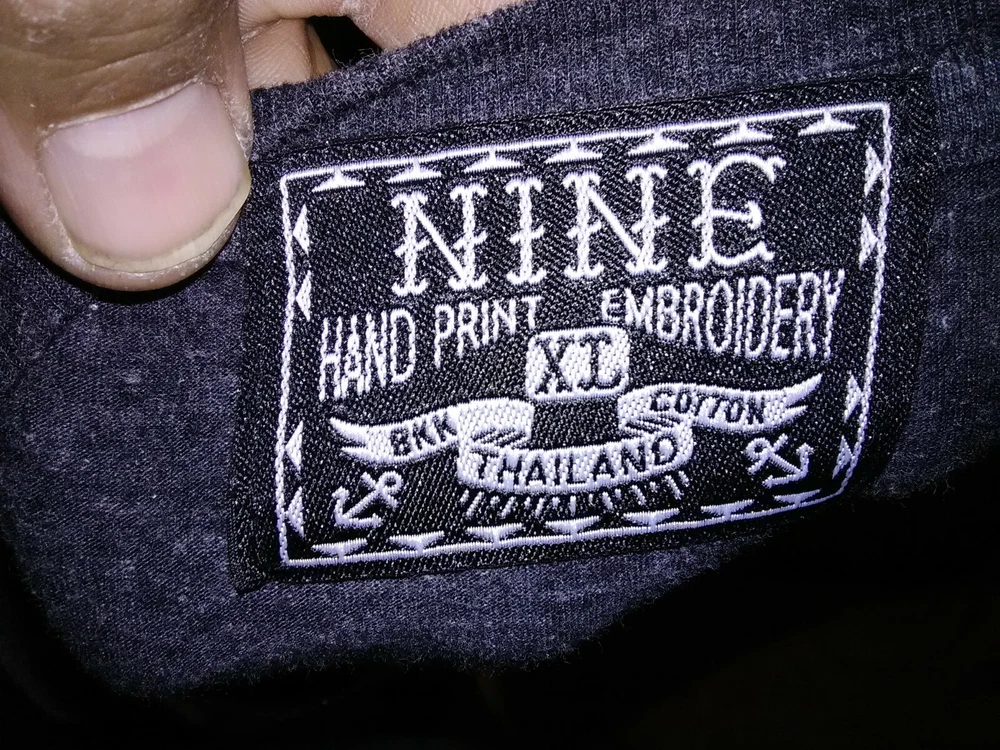 NINE
HAND PRINT EMBROIDERY
XL
BKK THAILAND COTTON